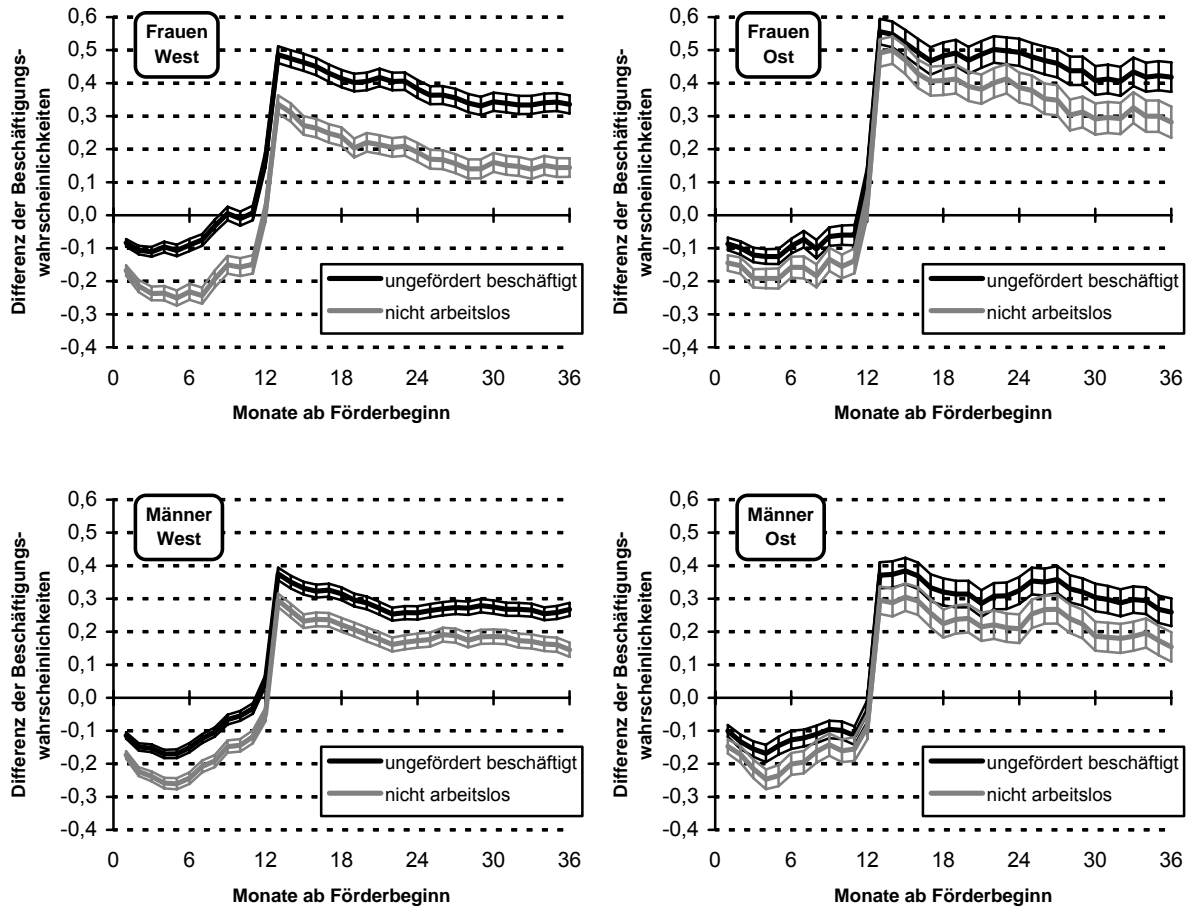 Differenz der Beschäftigungs-
wahrscheinlichkeiten
Frauen
West
0,6
0,5
0,4
0,3
0,2
0,1
0,0
-0,1
-0,2
-0,3
-0,4
ungefördert beschäftigt
nicht arbeitslos
0 6 12 18 24 30 36
Monate ab Förderbeginn
Differenz der Beschäftigungs-
wahrscheinlichkeiten
Frauen
Ost
0,6
0,5
0,4
0,3
0,2
0,1
0,0
-0,1
-0,2
-0,3
-0,4
ungefördert beschäftigt
nicht arbeitslos
0 6 12 18 24 30 36
Monate ab Förderbeginn
Differenz der Beschäftigungs-
wahrscheinlichkeiten
Männer
West
0,6
0,5
0,4
0,3
0,2
0,1
0,0
-0,1
-0,2
-0,3
-0,4
ungefördert beschäftigt
nicht arbeitslos
0 6 12 18 24 30 36
Monate ab Förderbeginn
Differenz der Beschäftigungs-
wahrscheinlichkeiten
Männer
Ost
0,6
0,5
0,4
0,3
0,2
0,1
0,0
-0,1
-0,2
-0,3
-0,4
ungefördert beschäftigt
nicht arbeitslos
0 6 12 18 24 30 36
Monate ab Förderbeginn